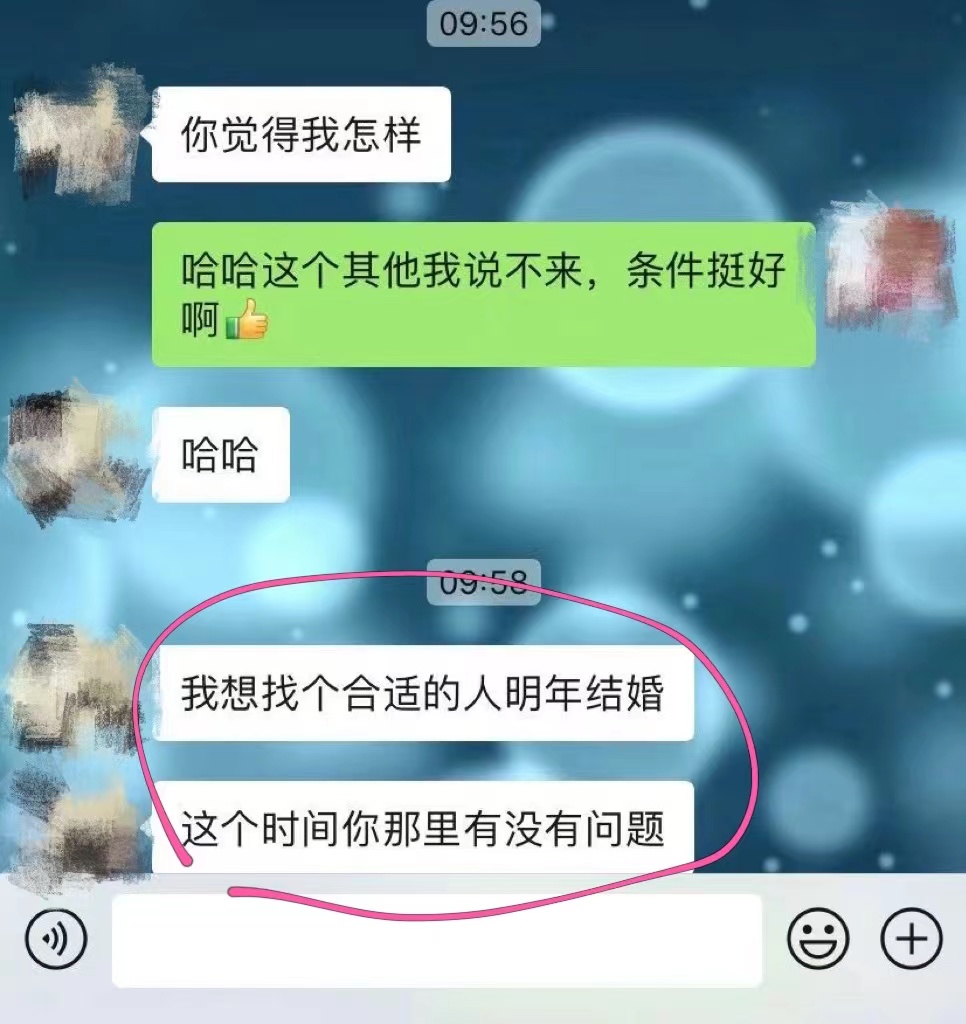 09:56
你觉得我怎样
哈哈这个其他我说不来，条件挺好
啊👍
哈哈
09:58
我想找个合适的人明年结婚
这个时间你那里有没有问题